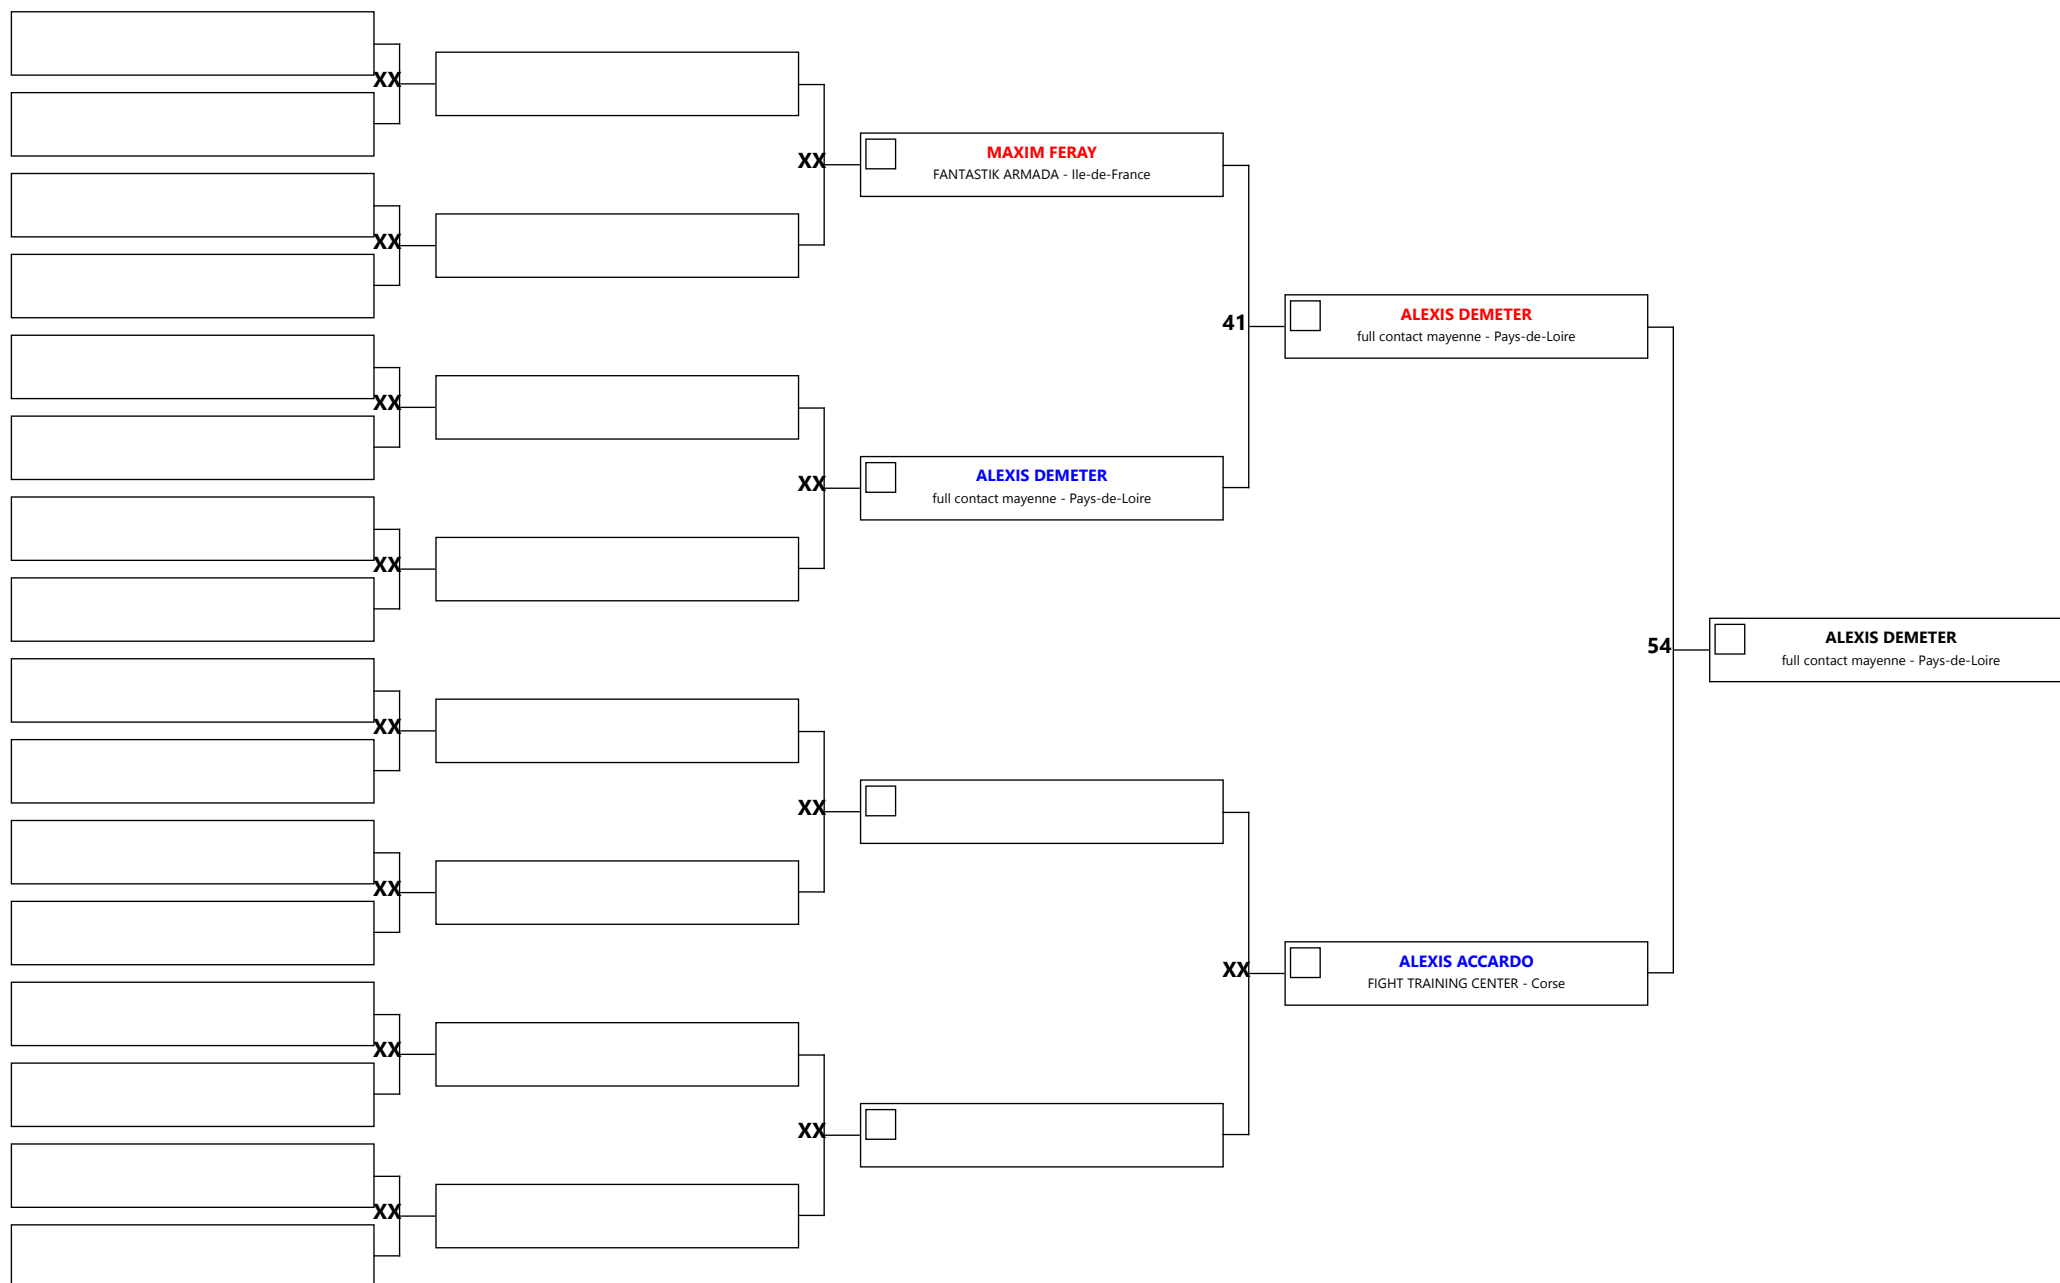 XX
XX
XX
XX
XX
XX
XX
XX
XX
XX
XX
XX
MAXIM FERAY
FANTASTIK ARMADA - Ile-de-France
ALEXIS DEMETER
full contact mayenne - Pays-de-Loire
41
XX
ALEXIS DEMETER
full contact mayenne - Pays-de-Loire
ALEXIS ACCARDO
FIGHT TRAINING CENTER - Corse
54
ALEXIS DEMETER
full contact mayenne - Pays-de-Loire